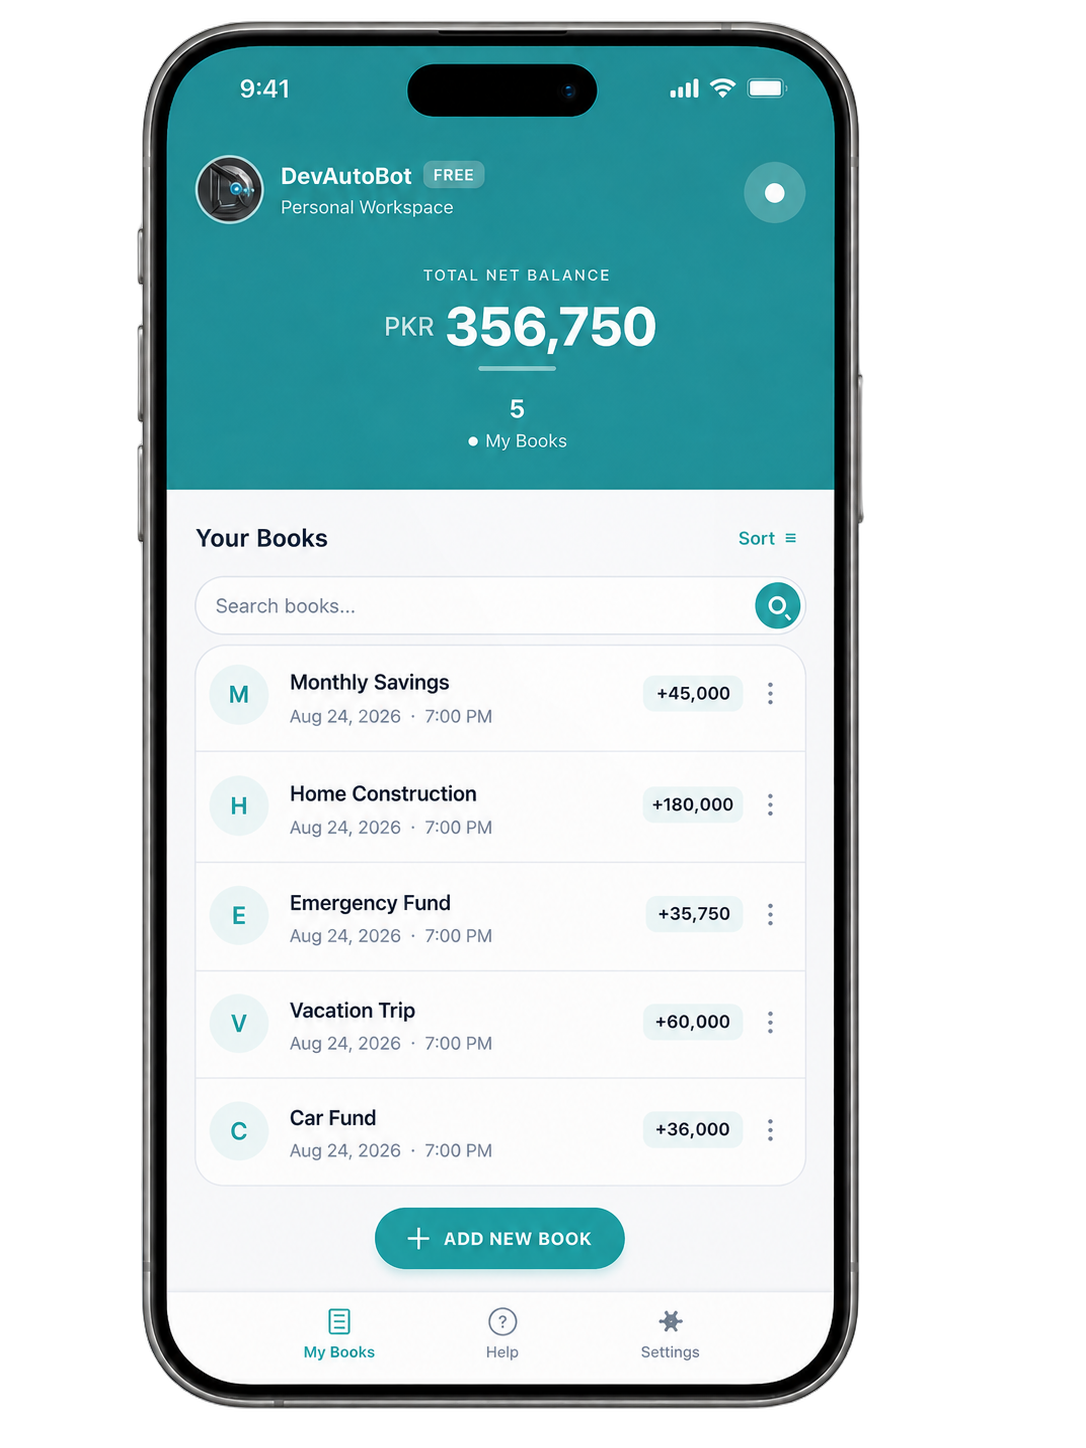 9:41
DevAutoBot FREE
Personal Workspace
TOTAL NET BALANCE
PKR 356,750
5
My Books
Your Books
Sort
Search books...
M
Monthly Savings
+45,000
Aug 24, 2026 · 7:00 PM
H
Home Construction
+180,000
Aug 24, 2026 · 7:00 PM
E
Emergency Fund
+35,750
Aug 24, 2026 · 7:00 PM
V
Vacation Trip
+60,000
Aug 24, 2026 · 7:00 PM
C
Car Fund
+36,000
Aug 24, 2026 · 7:00 PM
+ ADD NEW BOOK
My Books
?
Help
Settings